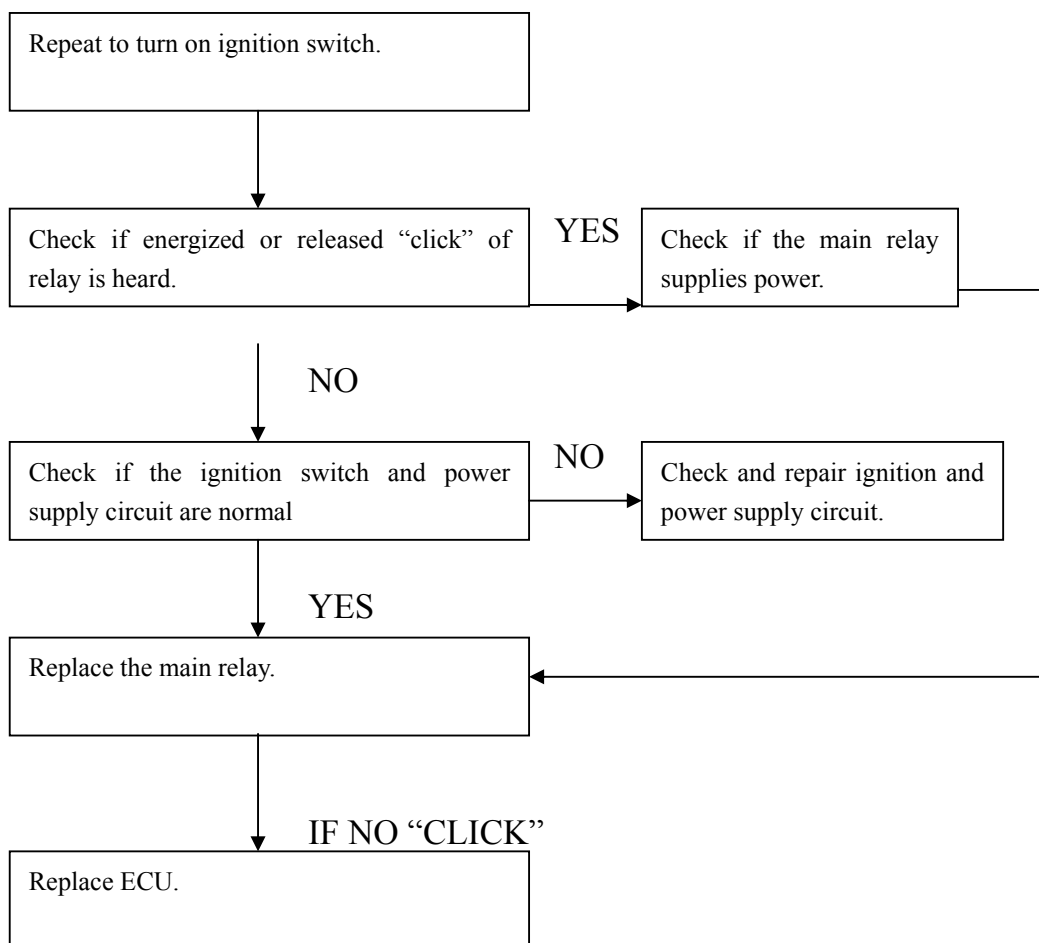 Repeat to turn on ignition switch.
Check if energized or released “click” of
relay is heard.
YES
Check if the main relay
supplies power.
NO
Check if the ignition switch and power
supply circuit are normal
NO
Check and repair ignition and
power supply circuit.
YES
Replace the main relay.
IF NO “CLICK”
Replace ECU.